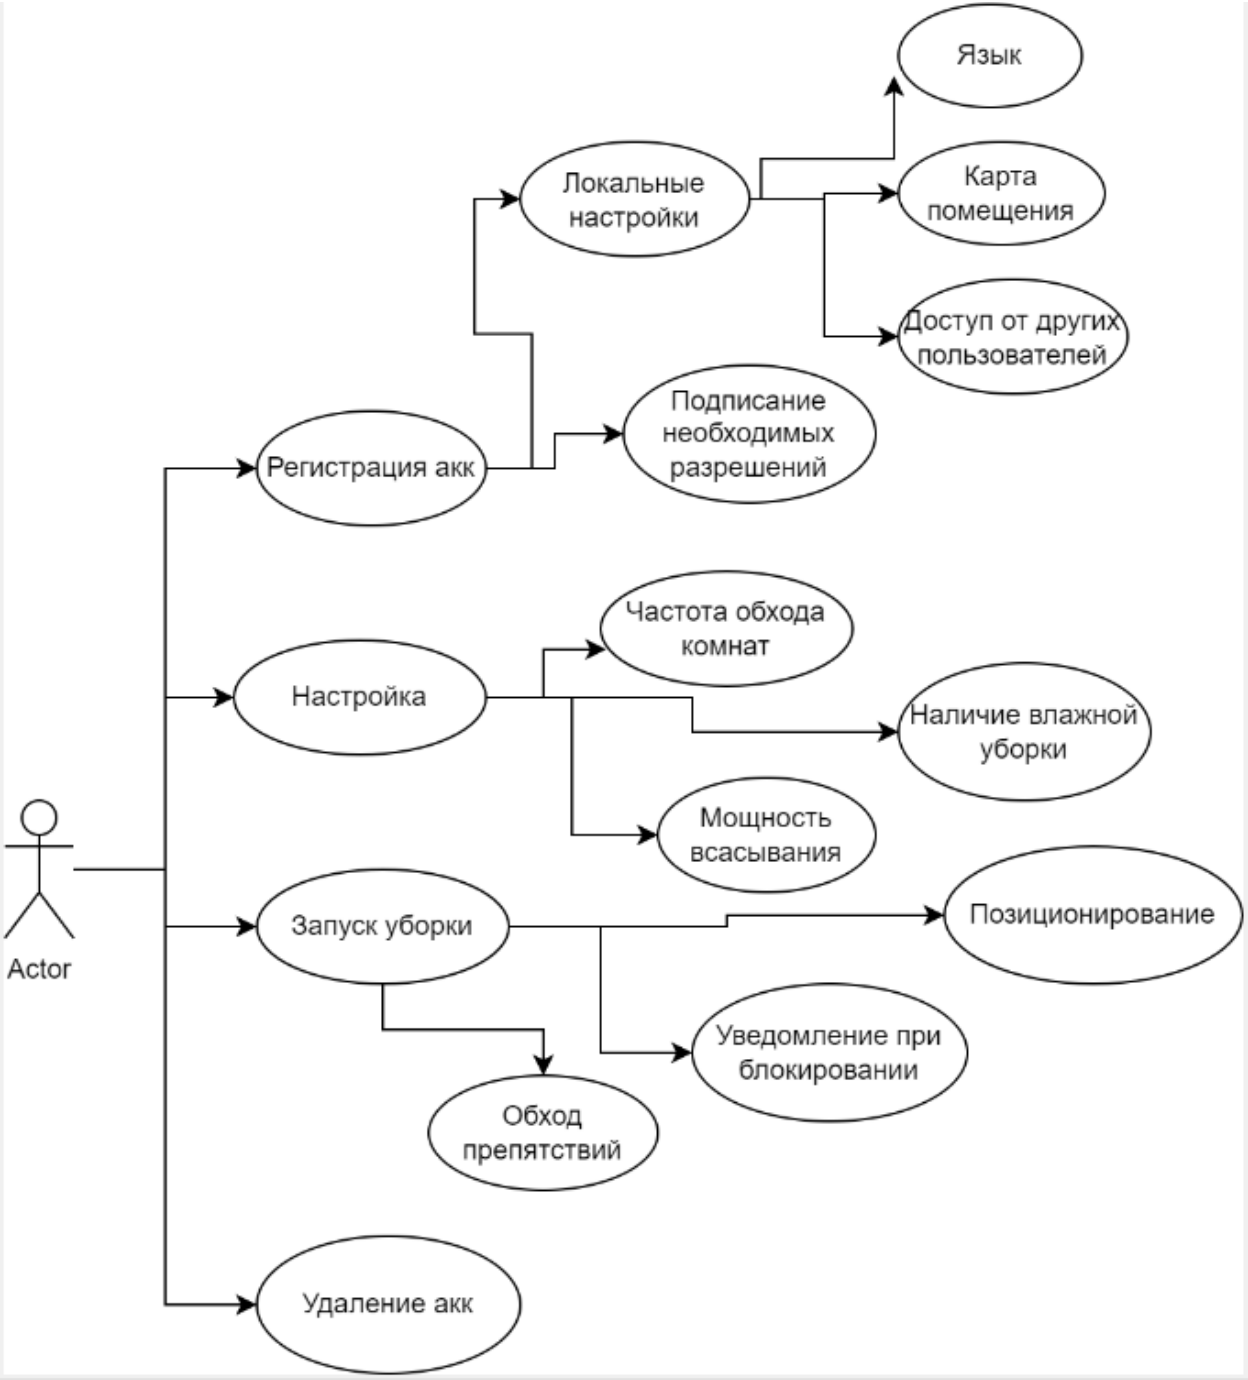 Язык
Локальные
настройки
Карта
помещения
Доступ от других
пользователей
Подписание
необходимых
разрешений
Регистрация акк
Частота обхода
комнат
Настройка
Наличие влажной
уборки
Мощность
всасывания
Запуск уборки
Позиционирование
Actor
Уведомление при
блокировании
Обход
препятствий
Удаление акк